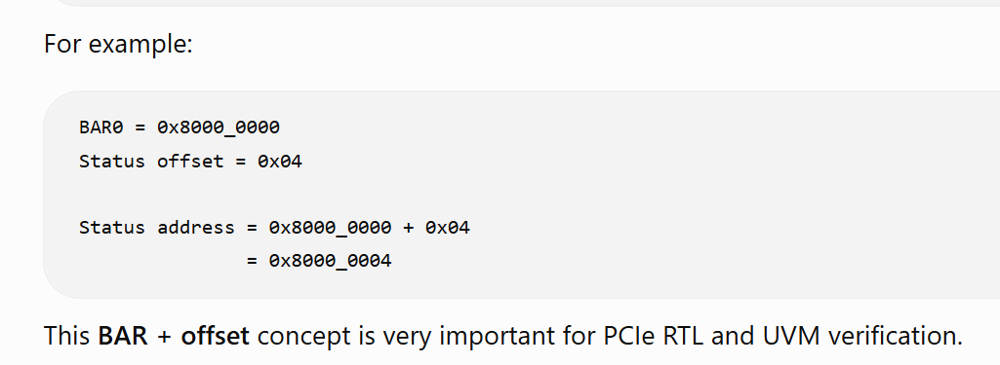 For example:
BAR0 = 0x8000_0000
Status offset = 0x04
Status address = 0x8000_0000 + 0x04
= 0x8000_0004
This BAR + offset concept is very important for PCIe RTL and UVM verification.